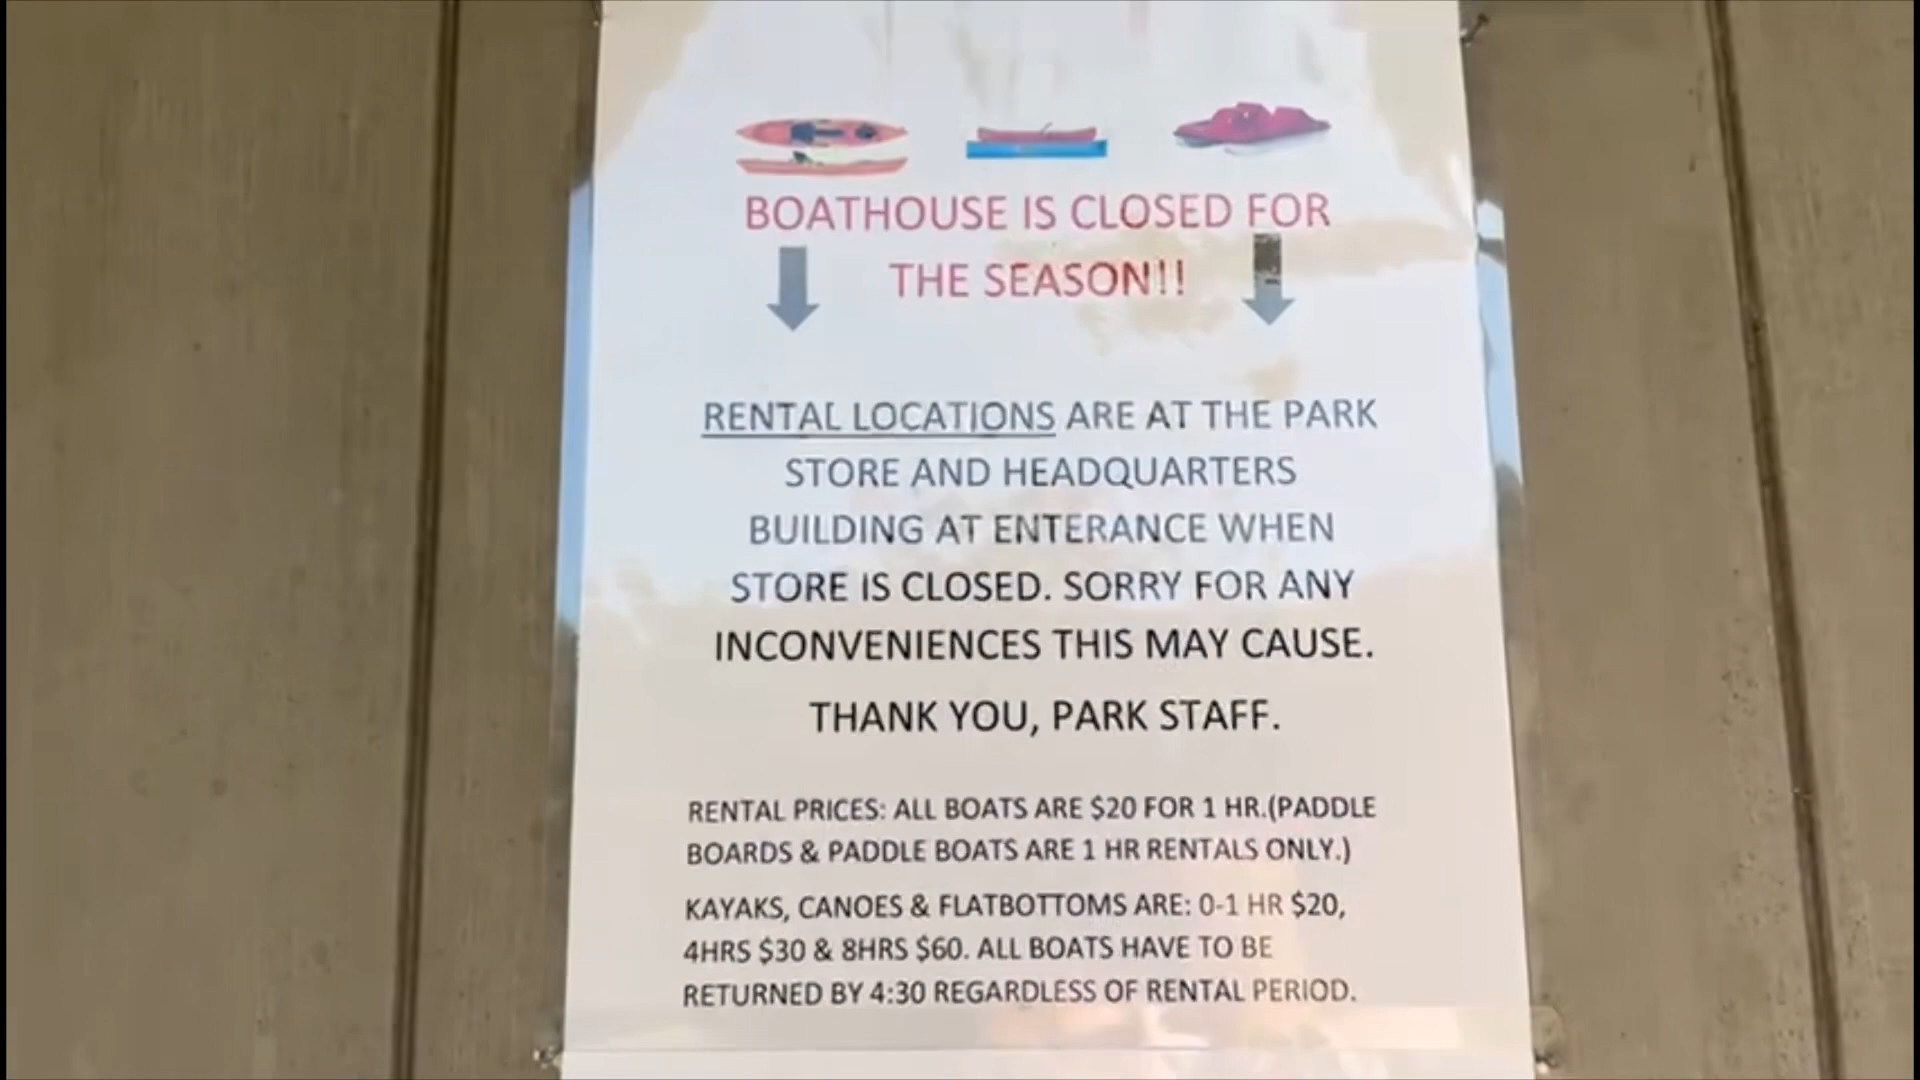 BOATHOUSE IS CLOSED FOR
THE SEASON!!
RENTAL LOCATIONS ARE AT THE PARK
STORE AND HEADQUARTERS
BUILDING AT ENTERANCE WHEN
STORE IS CLOSED. SORRY FOR ANY
INCONVENIENCES THIS MAY CAUSE.
THANK YOU, PARK STAFF.
RENTAL PRICES: ALL BOATS ARE $20 FOR 1 HR.(PADDLE
BOARDS & PADDLE BOATS ARE 1 HR RENTALS ONLY.)
KAYAKS, CANOES & FLATBOTTOMS ARE: 0-1 HR $20,
4HRS $30 & 8HRS $60. ALL BOATS HAVE TO BE
RETURNED BY 4:30 REGARDLESS OF RENTAL PERIOD.